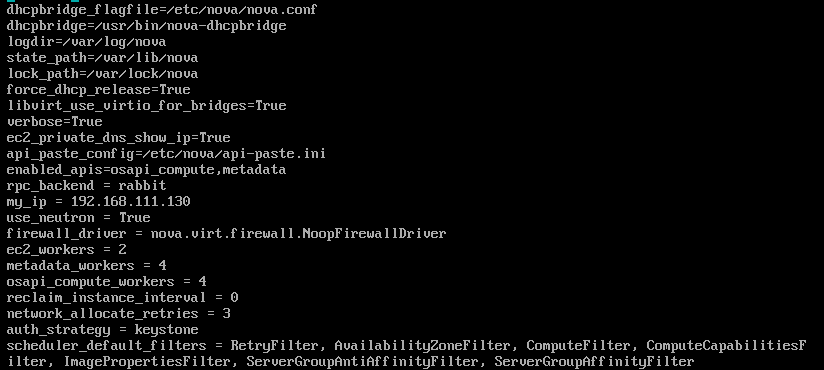 dhcpbridge_flagfile=/etc/nova/nova.conf
dhcpbridge=/usr/bin/nova-dhcpbridge
logdir=/var/log/nova
state_path=/var/lib/nova
lock_path=/var/lock/nova
force_dhcp_release=True
libvirt_use_virtio_for_bridges=True
verbose=True
ec2_private_dns_show_ip=True
api_paste_config=/etc/nova/api-paste.ini
enabled_apis=osapi_compute,metadata
rpc_backend = rabbit
my_ip = 192.168.111.130
use_neutron = True
firewall_driver = nova.virt.firewall.NoopFirewallDriver
ec2_workers = 2
metadata_workers = 4
osapi_compute_workers = 4
reclaim_instance_interval = 0
network_allocate_retries = 3
auth_strategy = keystone
scheduler_default_filters = RetryFilter, AvailabilityZoneFilter, ComputeFilter, ComputeCapabilitiesF
ilter, ImagePropertiesFilter, ServerGroupAntiAffinityFilter, ServerGroupAffinityFilter